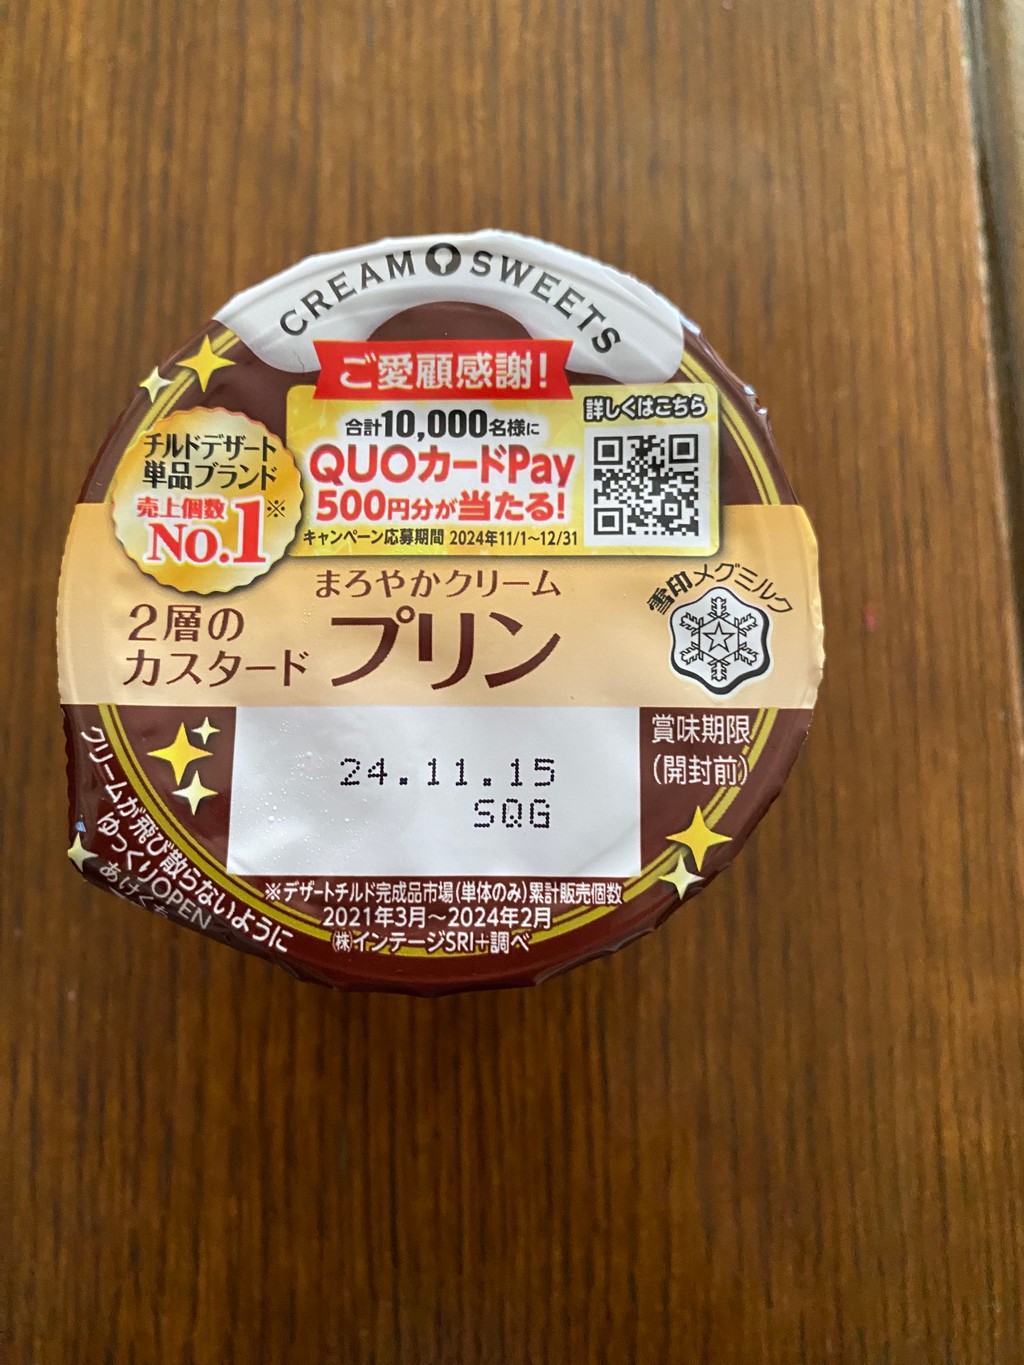 CREAM SWEETS
ご愛顧感謝!
合計10,000名様に
QUOカードPay
500円分が当たる!
キャンペーン応募期間 2024年11/1〜12/31
詳しくはこちら
チルドデザート
単品ブランド
売上個数
No.1※
まろやかクリーム
2層の
カスタード
プリン
雪印メグミルク
24.11.15
SQG
賞味期限
(開封前)
クリームが飛び散らないように
ゆっくりOPEN
あけくち
※デザートチルド完成品市場(単体のみ)累計販売個数
2021年3月〜2024年2月
㈱インテージSRI+調べ